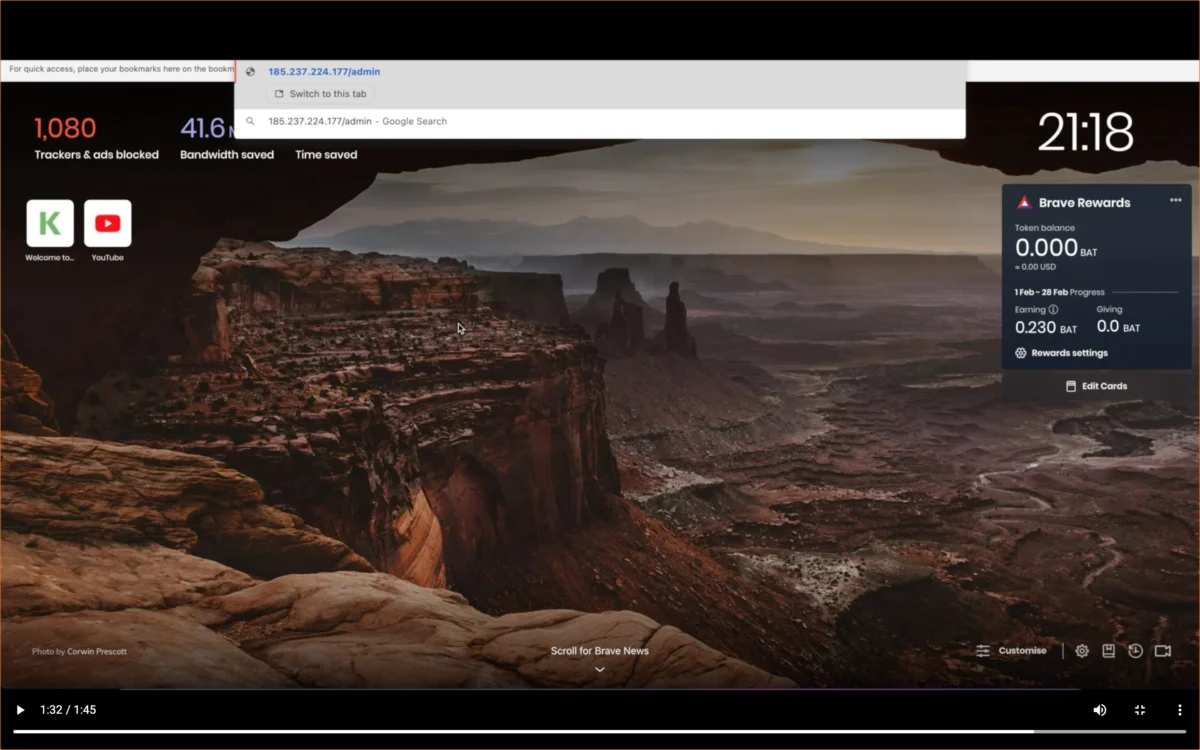 For quick access, place your bookmarks here on the bookm
185.237.224.177/admin
Switch to this tab
185.237.224.177/admin - Google Search
1,080
Trackers & ads blocked
41.6
Bandwidth saved
Time saved
21:18
K
Welcome to...
YouTube
Brave Rewards
Token balance
0.000 BAT
≈ 0.00 USD
1 Feb - 28 Feb Progress
Earning
Giving
0.230 BAT
0.0 BAT
Rewards settings
Edit Cards
Photo by Corwin Prescott
Scroll for Brave News
Customise
1:32 / 1:45